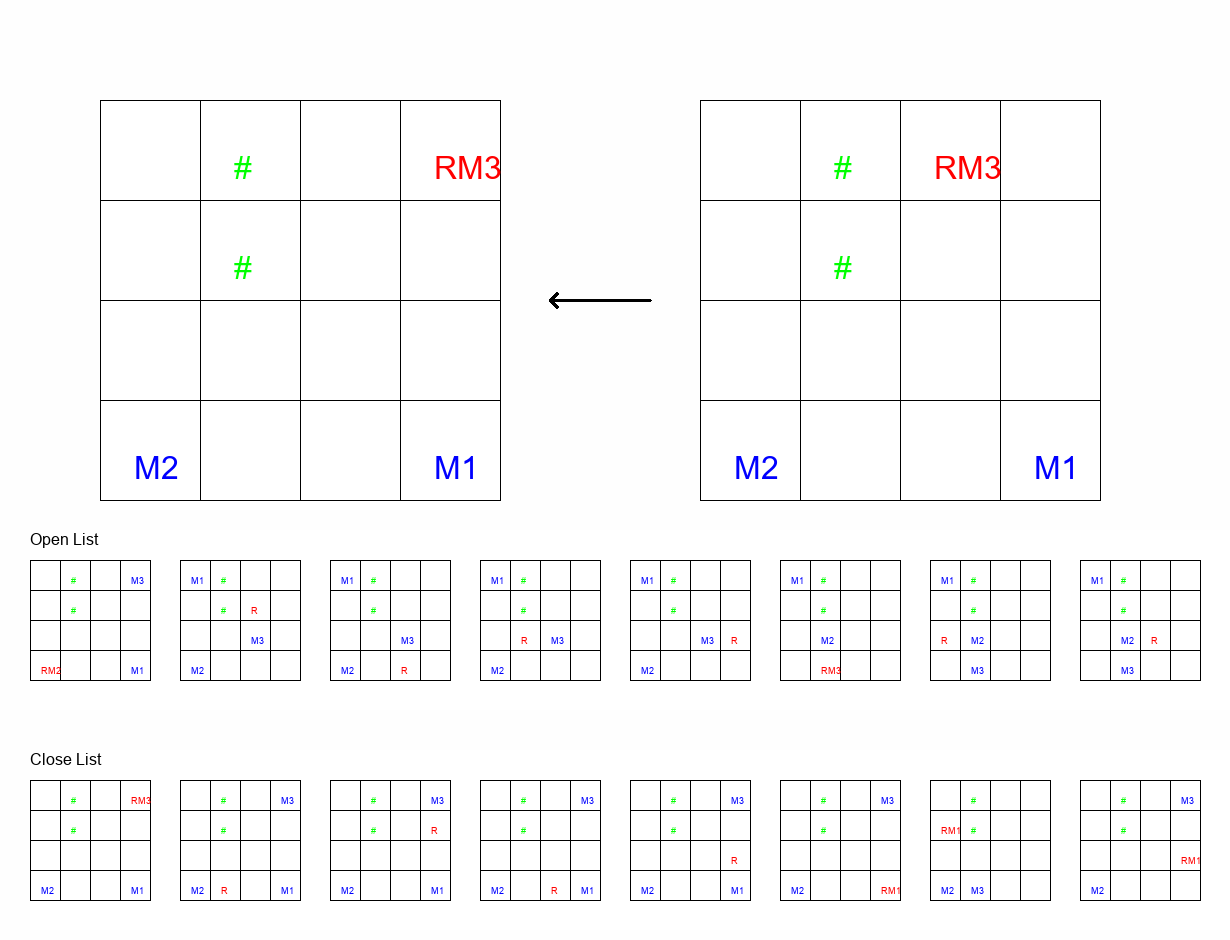 # RM3 # RM3
# #
M2 M1 M2 M1
Open List
# M3 M1 # M1 # M1 # M1 # M1 # M1 # M1 #
# # R # # # # # #
M3 M3 R M3 M3 R M2 R M2 M2 R
RM2 M1 M2 M2 R M2 M2 RM3 M3 M3
Close List
# RM3 # M3 # M3 # M3 # M3 # M3 # # M3
# # # R # # # RM1 # #
R RM1
M2 M1 M2 R M1 M2 M1 M2 R M1 M2 M1 M2 RM1 M2 M3 M2